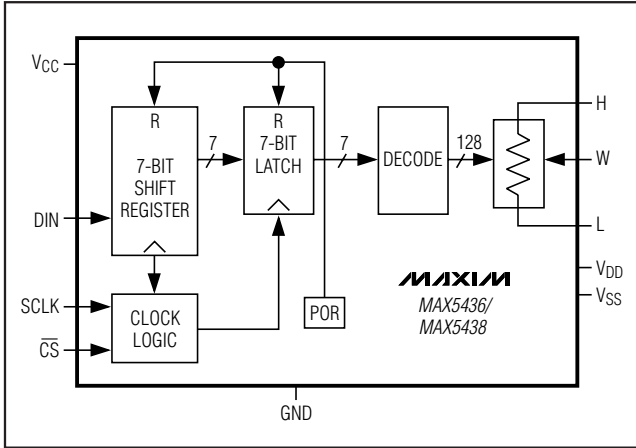 VCC
R
7-BIT
SHIFT
REGISTER
7
R
7-BIT
LATCH
7
DECODE
128
H
W
L
DIN
SCLK
CS
CLOCK
LOGIC
POR
MAXIM
MAX5436/
MAX5438
VDD
VSS
GND